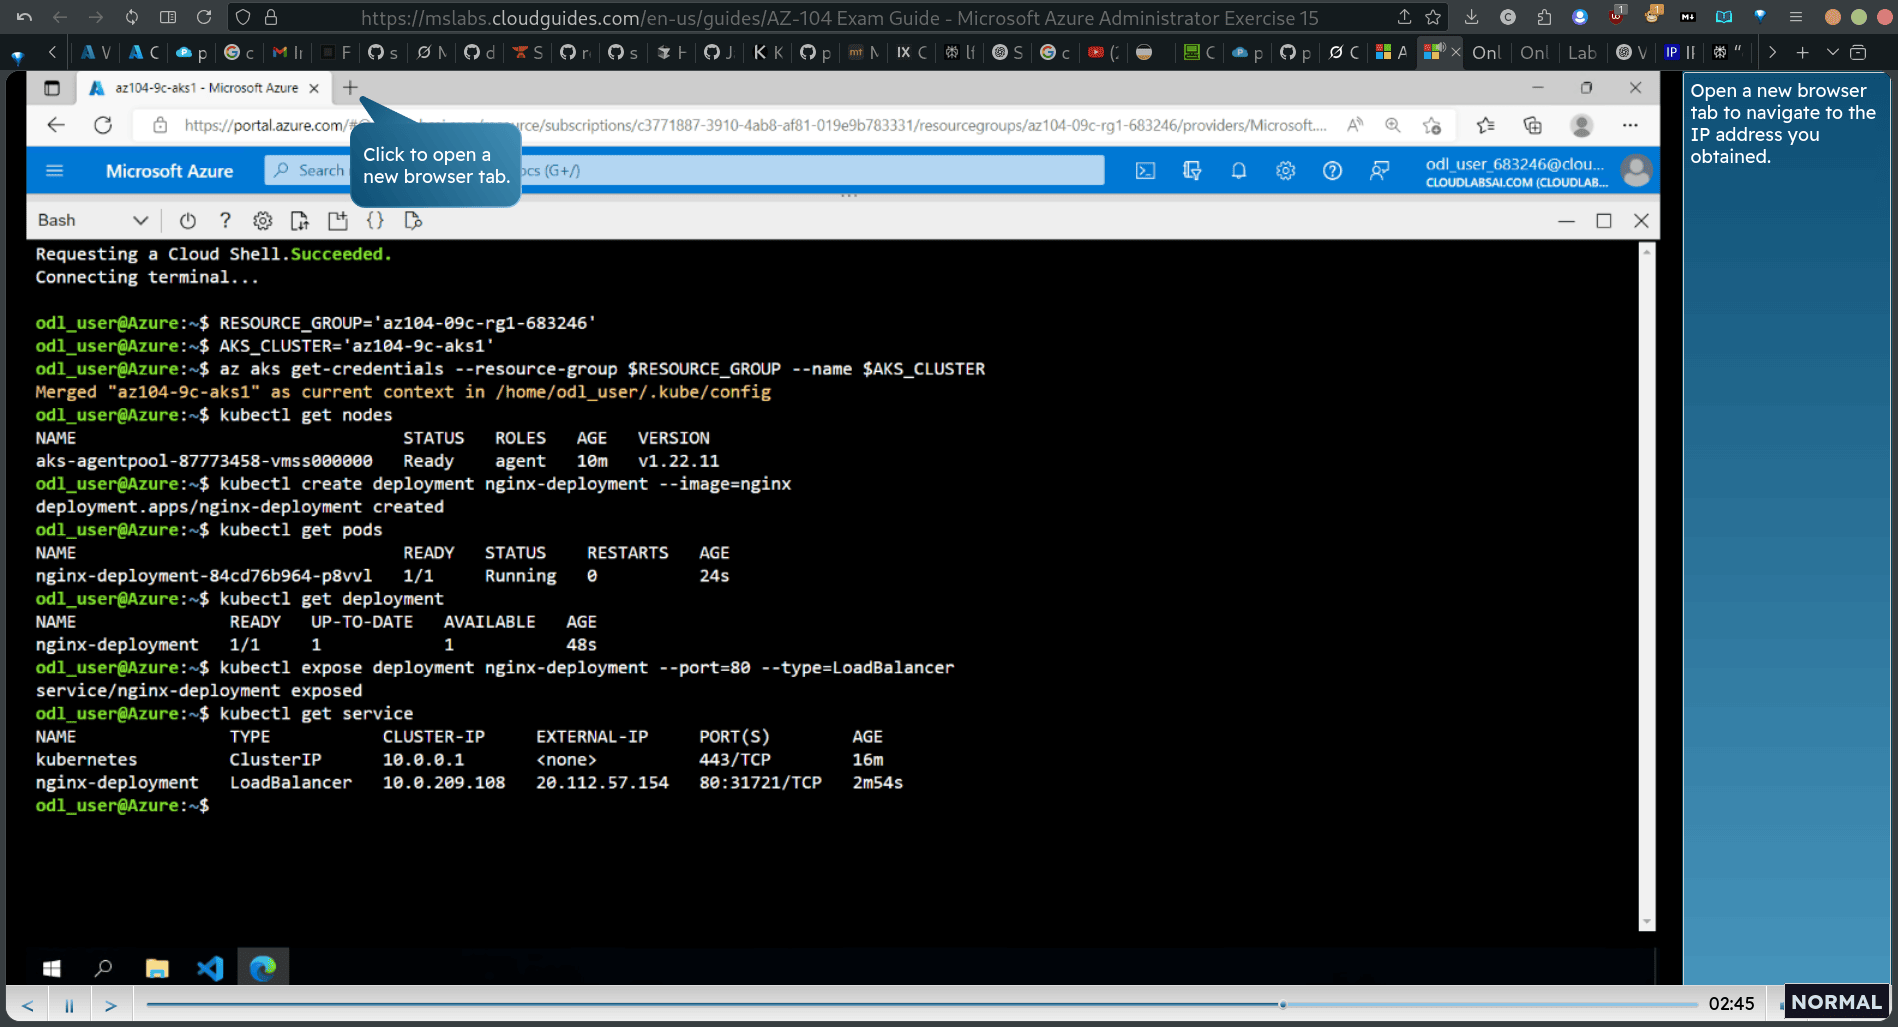 https://mslabs.cloudguides.com/en-us/guides/AZ-104 Exam Guide - Microsoft Azure Administrator Exercise 15
Onl
Onl
Lab
az104-9c-aks1 - Microsoft Azure
https://portal.azure.com/#
resource/subscriptions/c3771887-3910-4ab8-af81-019e9b783331/resourcegroups/az104-09c-rg1-683246/providers/Microsoft....
Open a new browser
tab to navigate to the
IP address you
obtained.
Click to open a
new browser tab.
Microsoft Azure
Search
ocs (G+/)
odl_user_683246@clou...
CLOUDLABSAI.COM (CLOUDLAB...
Bash
Requesting a Cloud Shell.Succeeded.
Connecting terminal...
odl_user@Azure:~$ RESOURCE_GROUP='az104-09c-rg1-683246'
odl_user@Azure:~$ AKS_CLUSTER='az104-9c-aks1'
odl_user@Azure:~$ az aks get-credentials --resource-group $RESOURCE_GROUP --name $AKS_CLUSTER
Merged "az104-9c-aks1" as current context in /home/odl_user/.kube/config
odl_user@Azure:~$ kubectl get nodes
NAME STATUS ROLES AGE VERSION
aks-agentpool-87773458-vmss000000 Ready agent 10m v1.22.11
odl_user@Azure:~$ kubectl create deployment nginx-deployment --image=nginx
deployment.apps/nginx-deployment created
odl_user@Azure:~$ kubectl get pods
NAME READY STATUS RESTARTS AGE
nginx-deployment-84cd76b964-p8vvl 1/1 Running 0 24s
odl_user@Azure:~$ kubectl get deployment
NAME READY UP-TO-DATE AVAILABLE AGE
nginx-deployment 1/1 1 1 48s
odl_user@Azure:~$ kubectl expose deployment nginx-deployment --port=80 --type=LoadBalancer
service/nginx-deployment exposed
odl_user@Azure:~$ kubectl get service
NAME TYPE CLUSTER-IP EXTERNAL-IP PORT(S) AGE
kubernetes ClusterIP 10.0.0.1 <none> 443/TCP 16m
nginx-deployment LoadBalancer 10.0.209.108 20.112.57.154 80:31721/TCP 2m54s
odl_user@Azure:~$
02:45
NORMAL